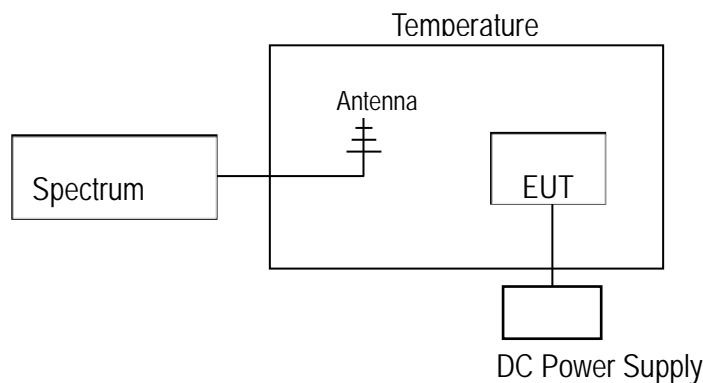 Temperature
Antenna
Spectrum
EUT
DC Power Supply